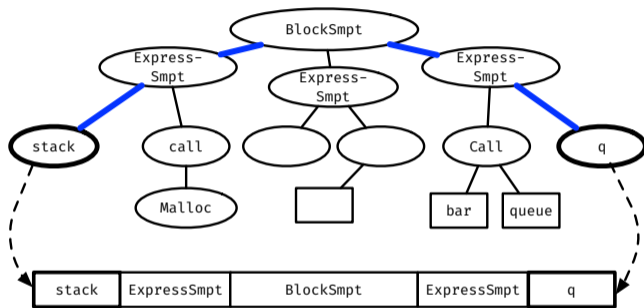 BlockSmpt
Express-
Smpt
Express-
Smpt
Express-
Smpt
stack
call
Call
q
Malloc
bar
queue
stack ExpressSmpt BlockSmpt ExpressSmpt q